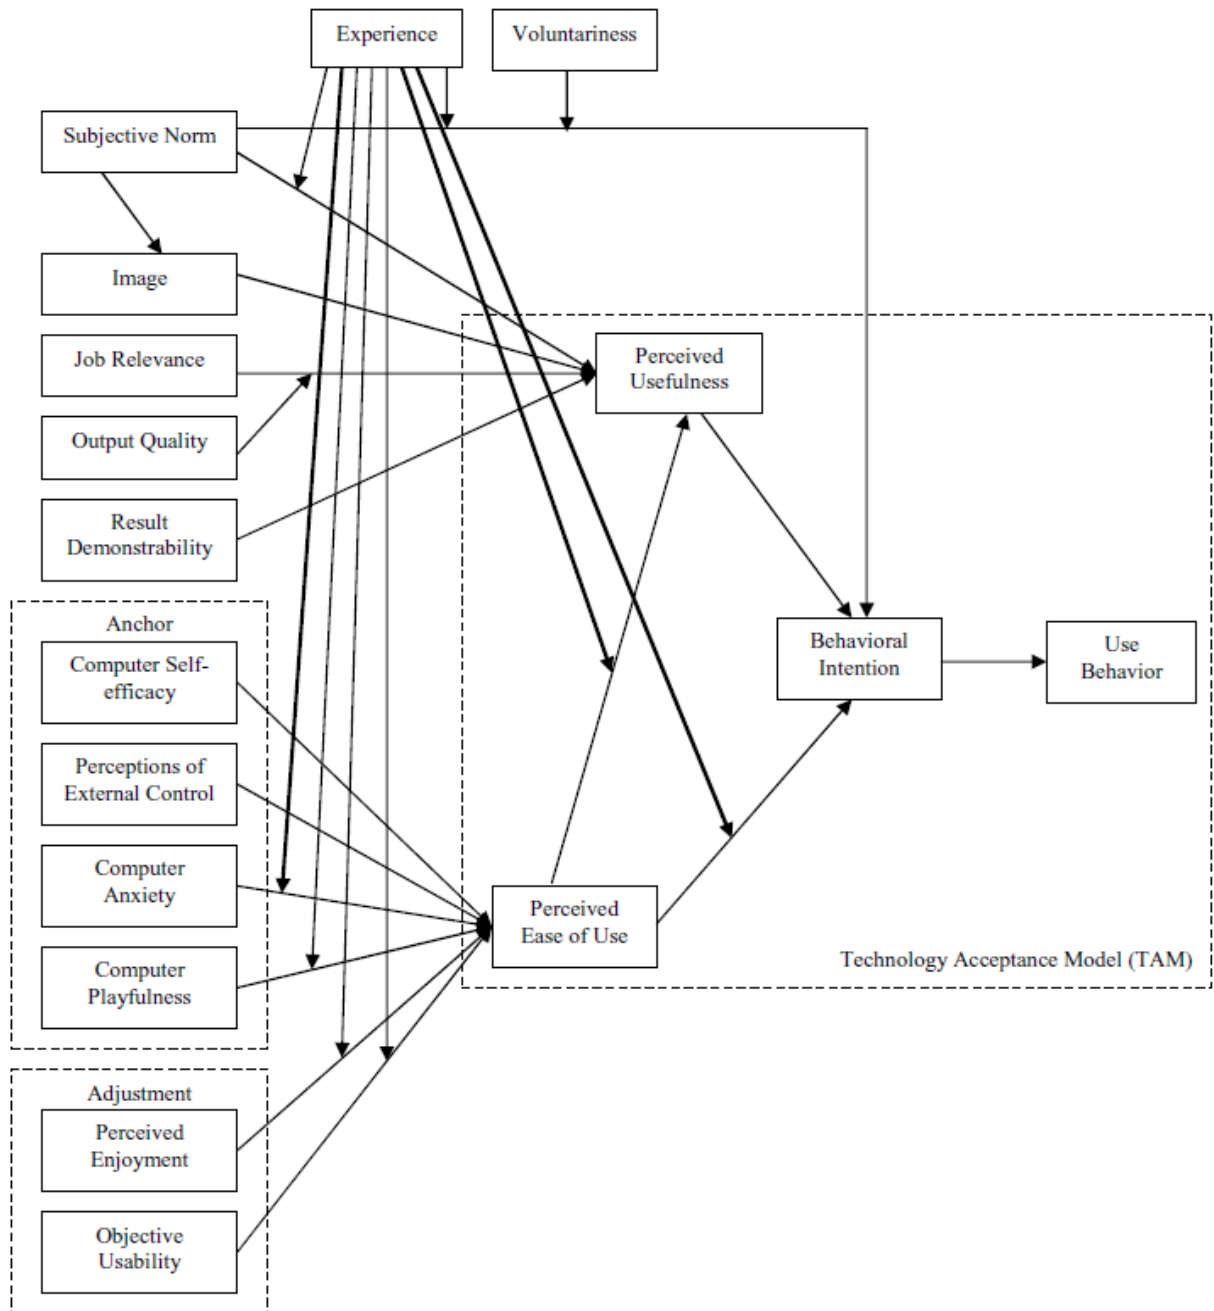 Experience
Voluntariness
Subjective Norm
Image
Job Relevance
Perceived
Usefulness
Output Quality
Result
Demonstrability
Anchor
Computer Self-
efficacy
Behavioral
Intention
Use
Behavior
Perceptions of
External Control
Computer
Anxiety
Perceived
Ease of Use
Computer
Playfulness
Technology Acceptance Model (TAM)
Adjustment
Perceived
Enjoyment
Objective
Usability